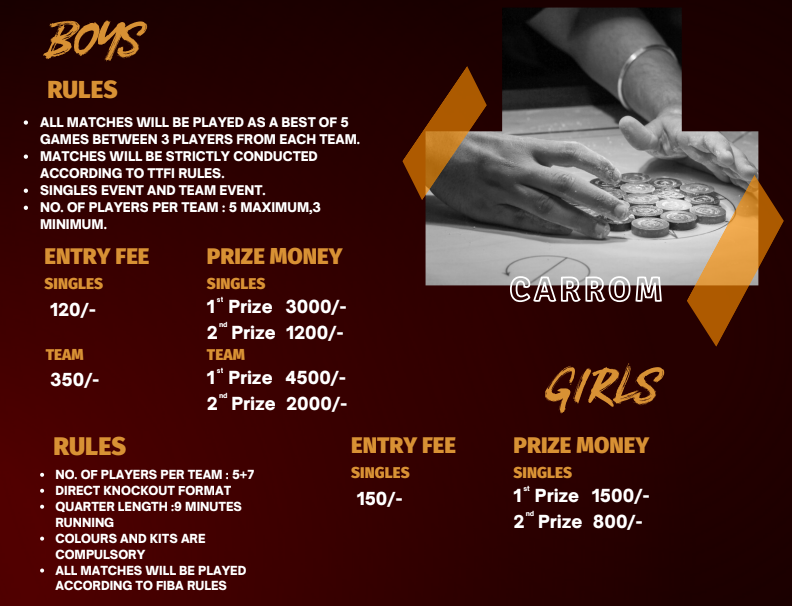 BOYS
RULES
• ALL MATCHES WILL BE PLAYED AS A BEST OF 5
GAMES BETWEEN 3 PLAYERS FROM EACH TEAM.
• MATCHES WILL BE STRICTLY CONDUCTED
ACCORDING TO TTFI RULES.
• SINGLES EVENT AND TEAM EVENT.
• NO. OF PLAYERS PER TEAM : 5 MAXIMUM,3
MINIMUM.
ENTRY FEE
SINGLES
120/-
TEAM
350/-
PRIZE MONEY
SINGLES
1st Prize 3000/-
2nd Prize 1200/-
TEAM
1st Prize 4500/-
2nd Prize 2000/-
CARROM
GIRLS
RULES
• NO. OF PLAYERS PER TEAM : 5+7
• DIRECT KNOCKOUT FORMAT
• QUARTER LENGTH :9 MINUTES
RUNNING
• COLOURS AND KITS ARE
COMPULSORY
• ALL MATCHES WILL BE PLAYED
ACCORDING TO FIBA RULES
ENTRY FEE
SINGLES
150/-
PRIZE MONEY
SINGLES
1st Prize 1500/-
2nd Prize 800/-